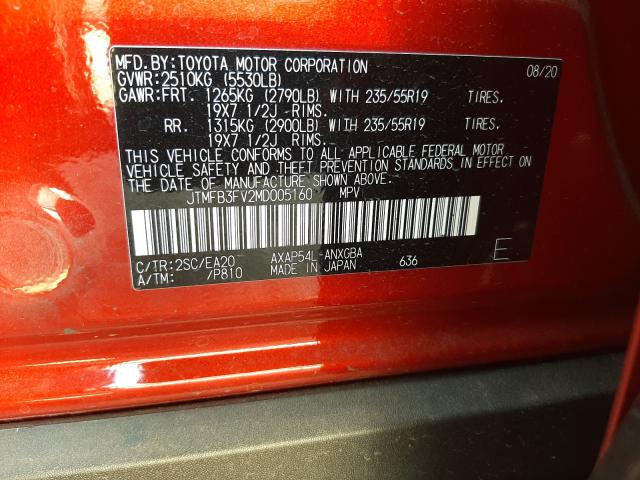 MFD. BY: TOYOTA MOTOR CORPORATION 08/20
GVWR: 2510KG (5530LB)
GAWR: FRT. 1265KG (2790LB) WITH 235/55R19 TIRES.
19X7 1/2J RIMS.
RR. 1315KG (2900LB) WITH 235/55R19 TIRES.
19X7 1/2J RIMS.
THIS VEHICLE CONFORMS TO ALL APPLICABLE FEDERAL MOTOR
VEHICLE SAFETY AND THEFT PREVENTION STANDARDS IN EFFECT
ON THE DATE OF MANUFACTURE SHOWN ABOVE.
JTMFB3FV2MD005160 MPV
C/TR: 2SC/EA20 AXAP54L-ANXGBA 636 E
A/TM: /P810 MADE IN JAPAN